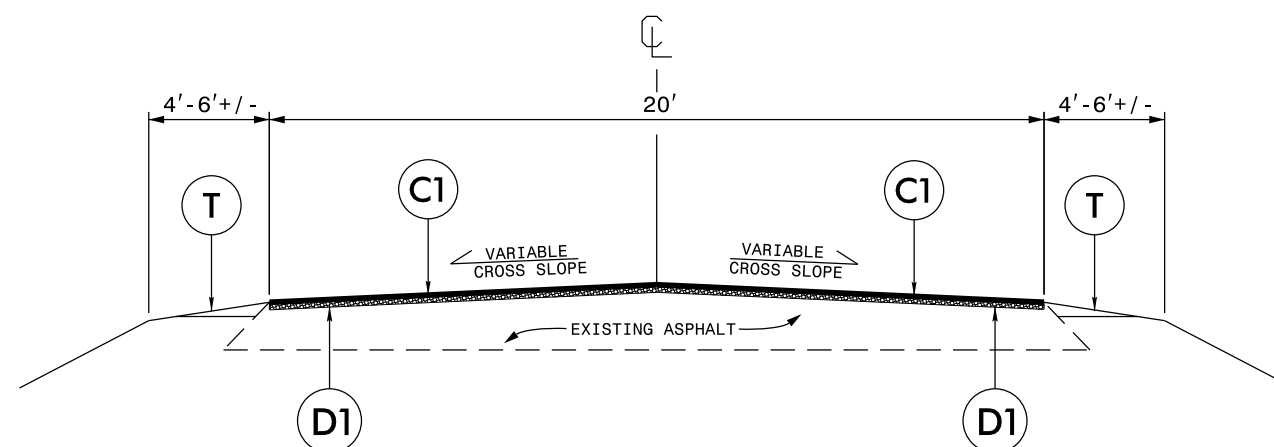 ℄
4'-6'+/-
20'
4'-6'+/-
T
C1
C1
T
VARIABLE
CROSS SLOPE
VARIABLE
CROSS SLOPE
EXISTING ASPHALT
D1
D1